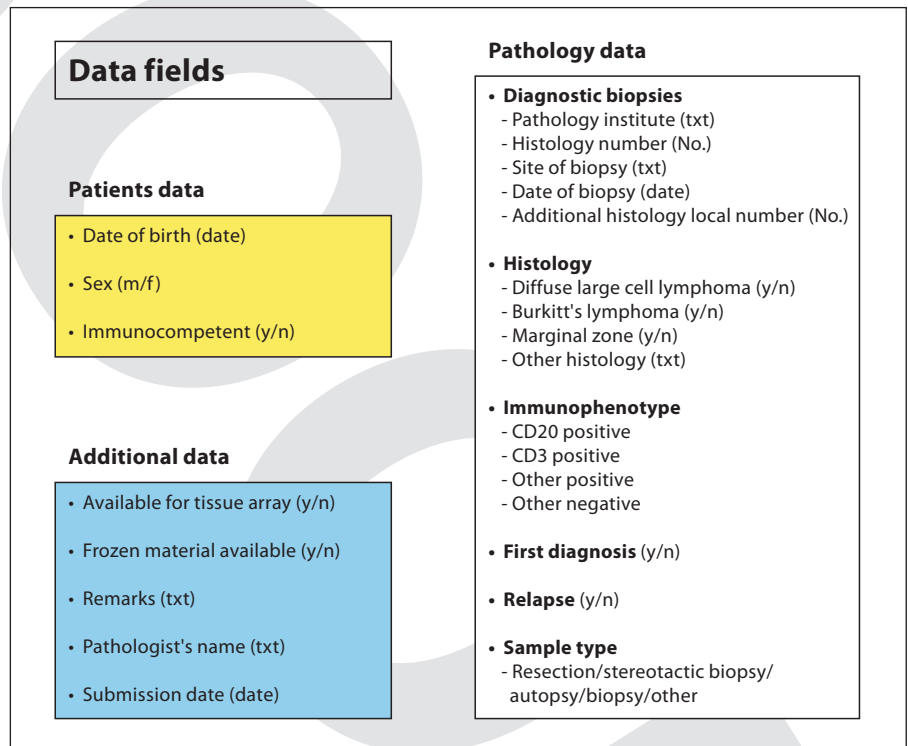 Data fields
Patients data
• Date of birth (date)
• Sex (m/f)
• Immunocompetent (y/n)
Additional data
• Available for tissue array (y/n)
• Frozen material available (y/n)
• Remarks (txt)
• Pathologist's name (txt)
• Submission date (date)
Pathology data
• Diagnostic biopsies
- Pathology institute (txt)
- Histology number (No.)
- Site of biopsy (txt)
- Date of biopsy (date)
- Additional histology local number (No.)
• Histology
- Diffuse large cell lymphoma (y/n)
- Burkitt's lymphoma (y/n)
- Marginal zone (y/n)
- Other histology (txt)
• Immunophenotype
- CD20 positive
- CD3 positive
- Other positive
- Other negative
• First diagnosis (y/n)
• Relapse (y/n)
• Sample type
- Resection/stereotactic biopsy/
autopsy/biopsy/other